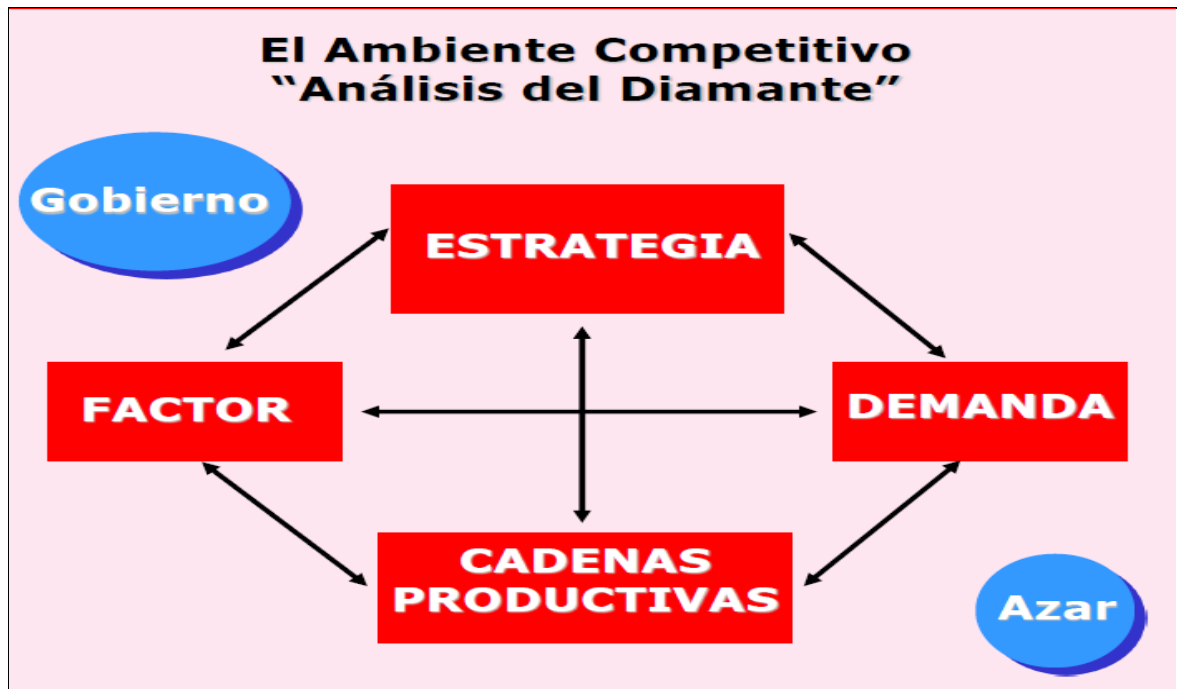 El Ambiente Competitivo
“Análisis del Diamante”
Gobierno
ESTRATEGIA
FACTOR
DEMANDA
CADENAS
PRODUCTIVAS
Azar